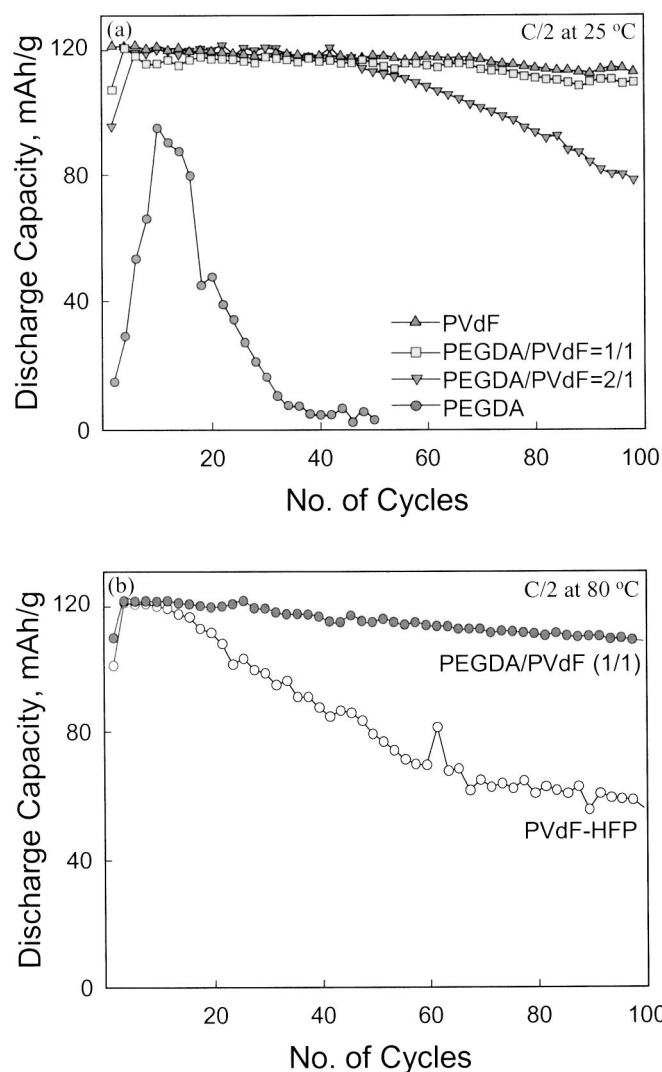 (a)
C/2 at 25 °C
120
80
40
0
Discharge Capacity, mAh/g
PVdF
PEGDA/PVdF=1/1
PEGDA/PVdF=2/1
PEGDA
20
40
60
80
100
No. of Cycles
(b)
C/2 at 80 °C
120
80
40
0
Discharge Capacity, mAh/g
PEGDA/PVdF (1/1)
PVdF-HFP
20
40
60
80
100
No. of Cycles